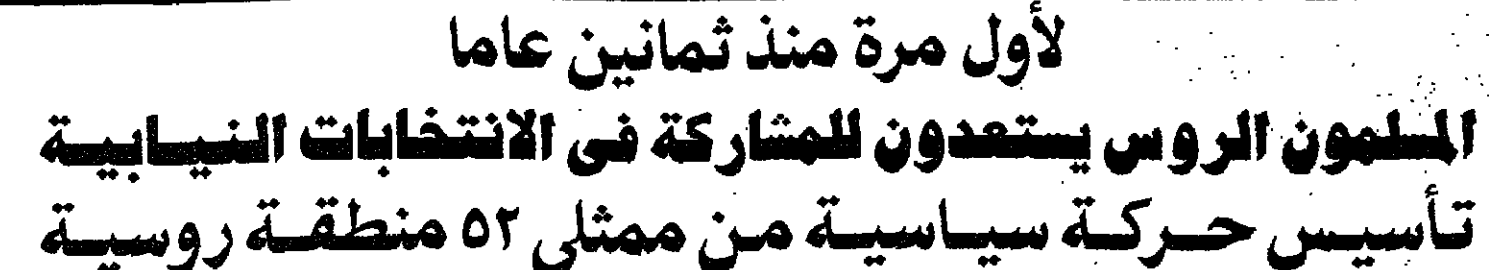 لأول مرة منذ ثمانين عاما
المسلمون الروس يستعدون للمشاركة فى الانتخابات النيابية
تأسيس حركة سياسية من ممثلى ٥٢ منطقة روسية